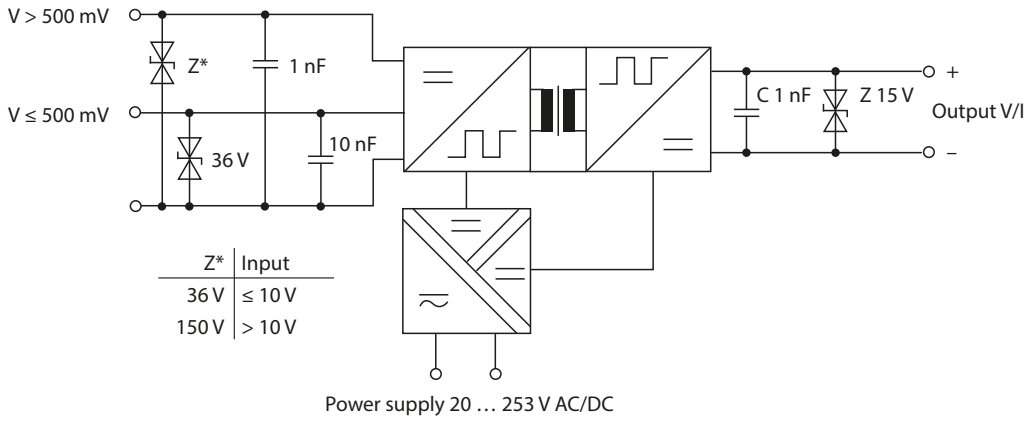 V > 500 mV
Z*
1 nF
V ≤ 500 mV
36 V
10 nF
C 1 nF
Z 15 V
+
Output V/I
–
Z* Input
36 V ≤ 10 V
150 V > 10 V
Power supply 20 … 253 V AC/DC